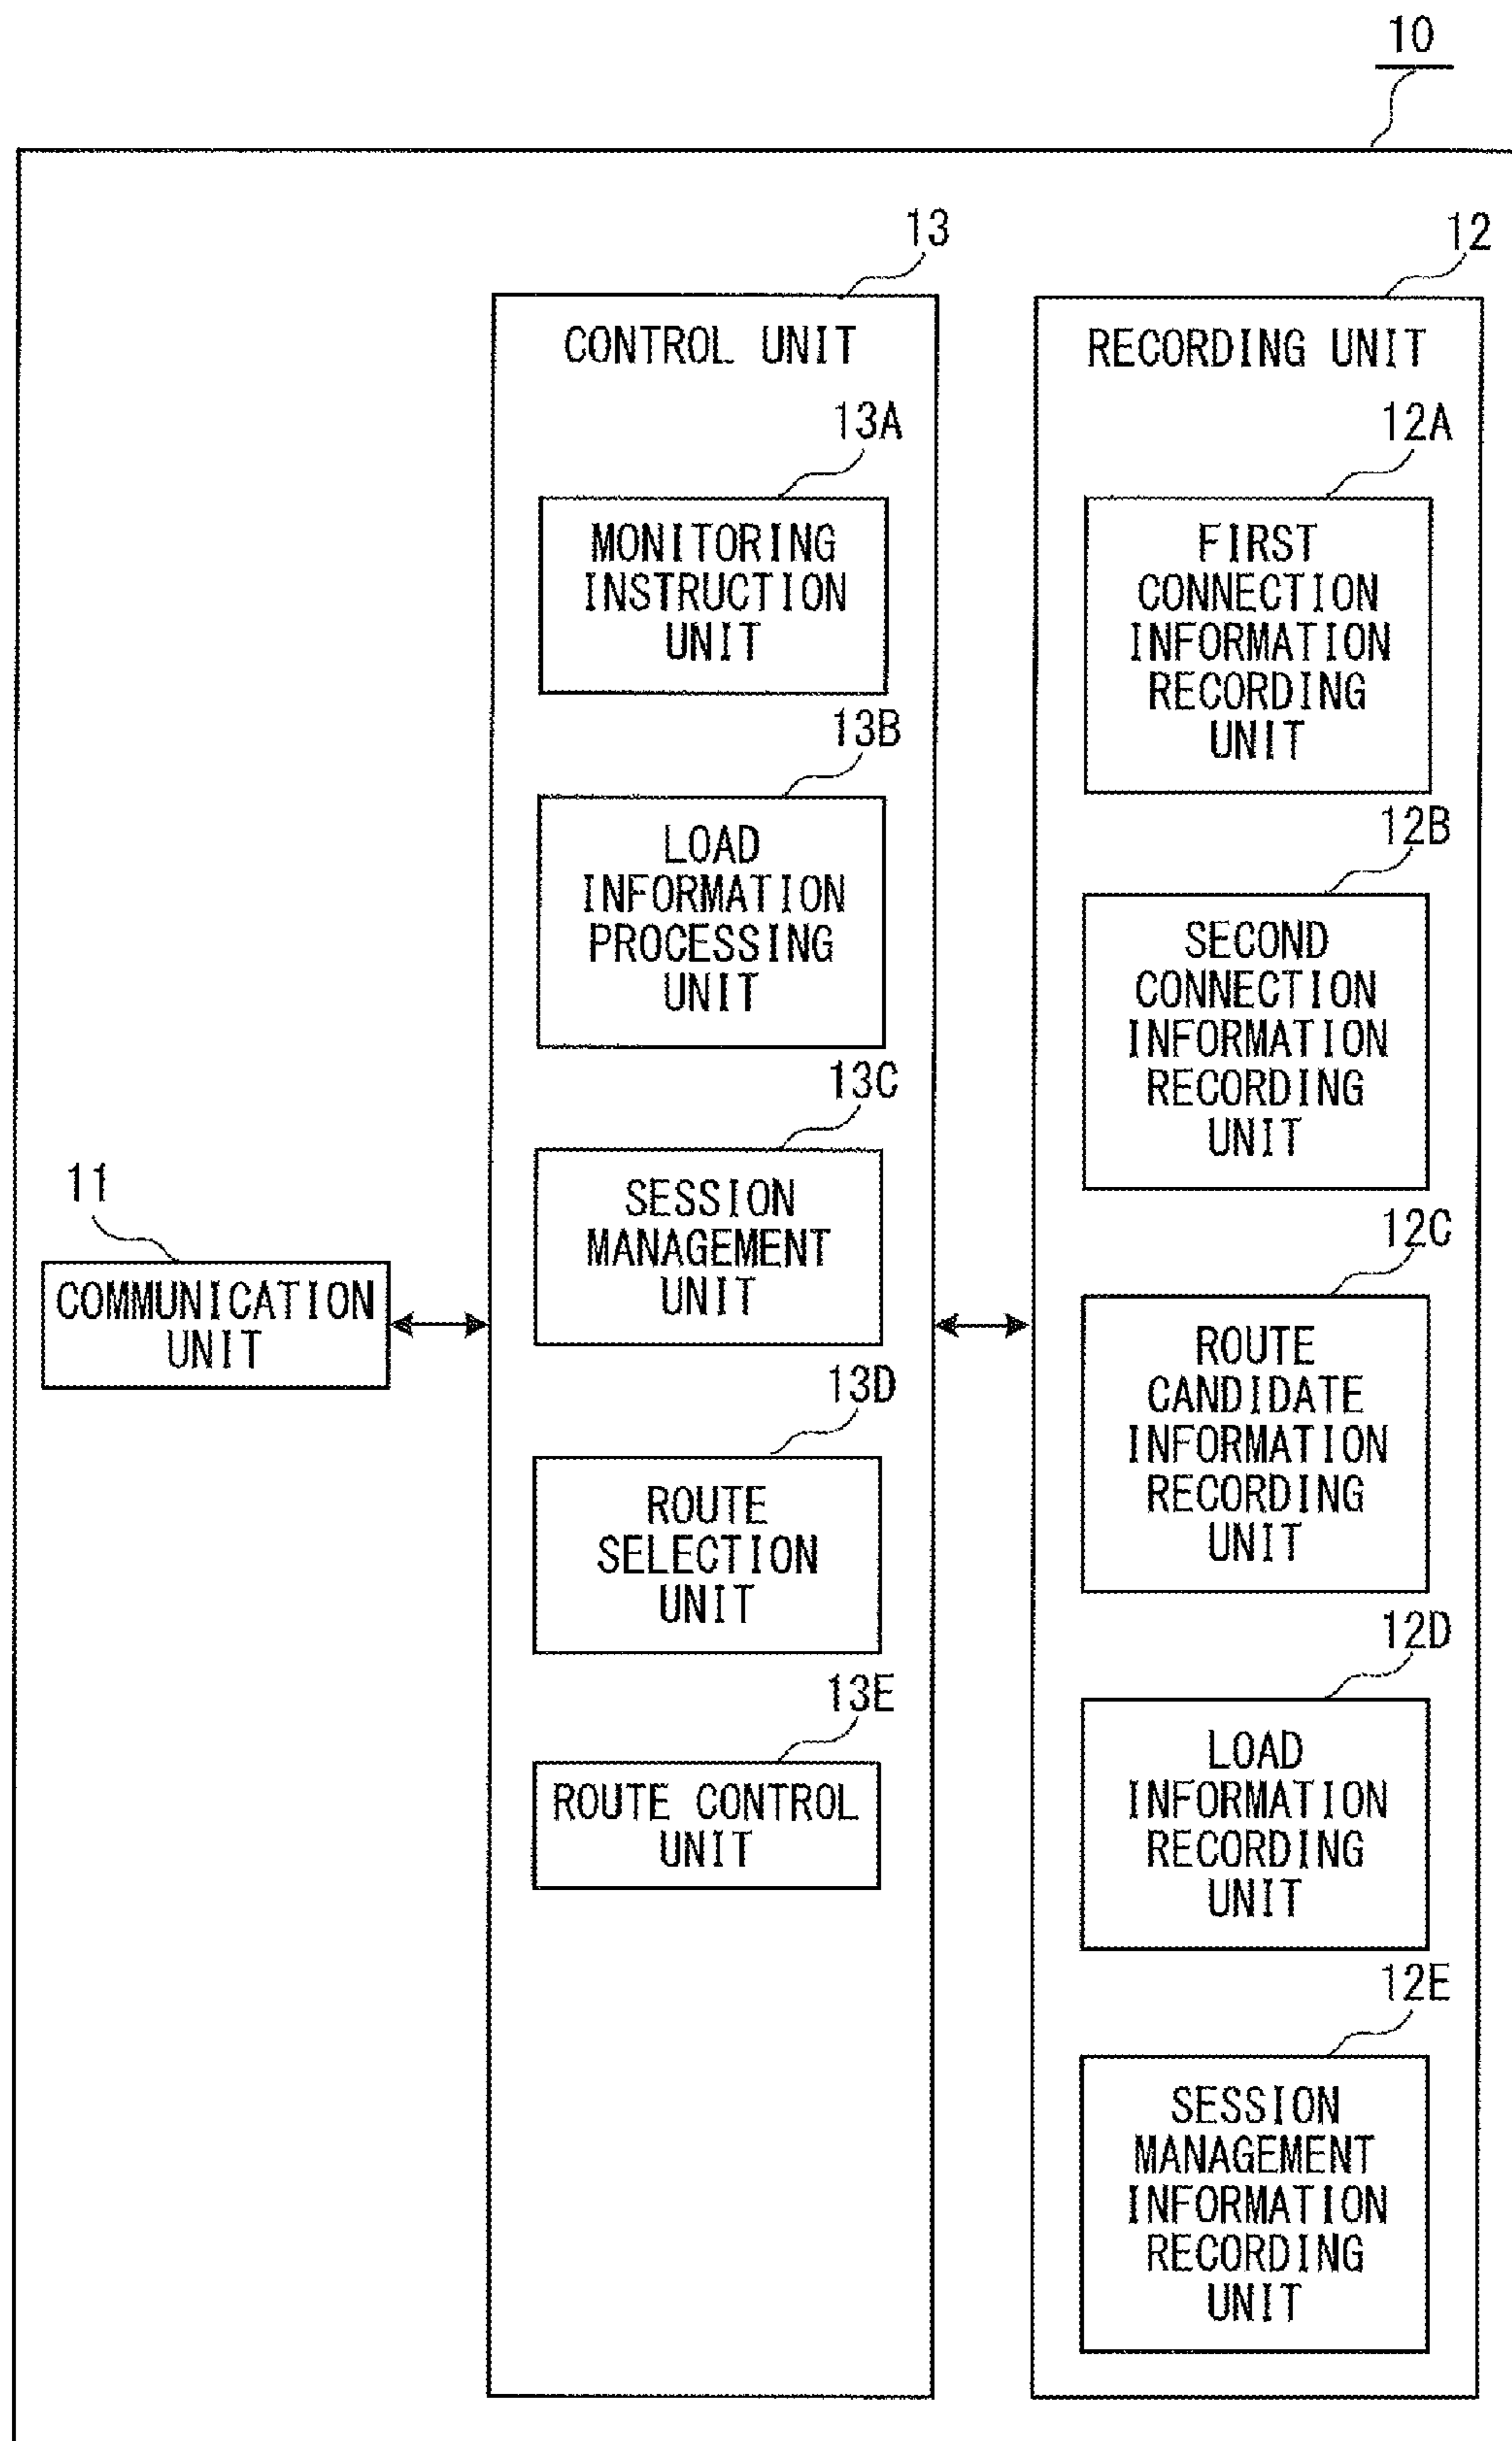 10
13
CONTROL UNIT
13A
MONITORING
INSTRUCTION
UNIT
13B
LOAD
INFORMATION
PROCESSING
UNIT
13C
SESSION
MANAGEMENT
UNIT
13D
ROUTE
SELECTION
UNIT
13E
ROUTE CONTROL
UNIT
11
COMMUNICATION
UNIT
12
RECORDING UNIT
12A
FIRST
CONNECTION
INFORMATION
RECORDING
UNIT
12B
SECOND
CONNECTION
INFORMATION
RECORDING
UNIT
12C
ROUTE
CANDIDATE
INFORMATION
RECORDING
UNIT
12D
LOAD
INFORMATION
RECORDING
UNIT
12E
SESSION
MANAGEMENT
INFORMATION
RECORDING
UNIT